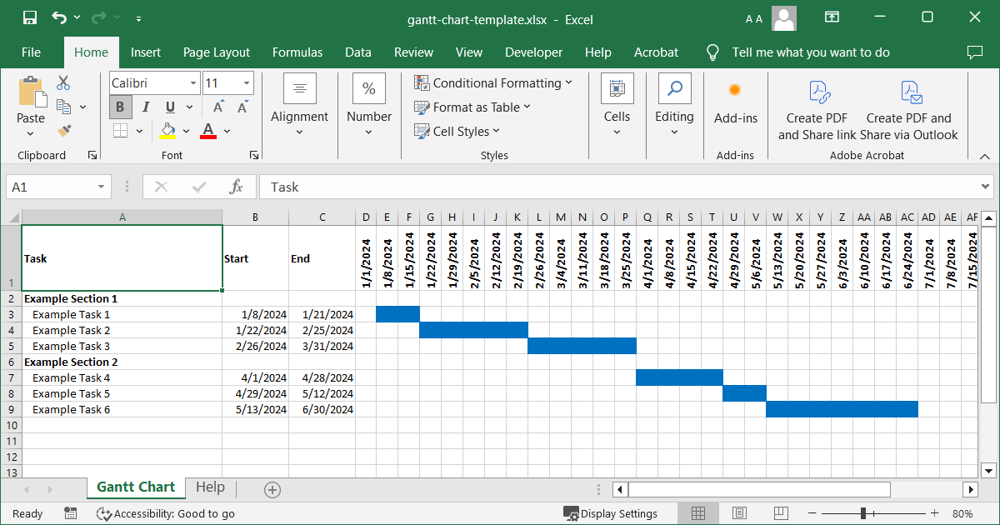 gantt-chart-template.xlsx - Excel
A A
File Home Insert Page Layout Formulas Data Review View Developer Help Acrobat Tell me what you want to do
Calibri 11
Paste
B I U
A A
A
Clipboard
Font
Alignment
%
Number
Conditional Formatting
Format as Table
Cell Styles
Styles
Cells
Editing
Add-ins
Add-ins
Create PDF and Share link
Create PDF and Share via Outlook
Adobe Acrobat
A1 fx Task
A B C D E F G H I J K L M N O P Q R S T U V W X Y Z AA AB AC AD AE AF
1 Task Start End 1/1/2024 1/8/2024 1/15/2024 1/22/2024 1/29/2024 2/5/2024 2/12/2024 2/19/2024 2/26/2024 3/4/2024 3/11/2024 3/18/2024 3/25/2024 4/1/2024 4/8/2024 4/15/2024 4/22/2024 4/29/2024 5/6/2024 5/13/2024 5/20/2024 5/27/2024 6/3/2024 6/10/2024 6/17/2024 6/24/2024 7/1/2024 7/8/2024 7/15/2024
2 Example Section 1
3 Example Task 1 1/8/2024 1/21/2024
4 Example Task 2 1/22/2024 2/25/2024
5 Example Task 3 2/26/2024 3/31/2024
6 Example Section 2
7 Example Task 4 4/1/2024 4/28/2024
8 Example Task 5 4/29/2024 5/12/2024
9 Example Task 6 5/13/2024 6/30/2024
10
11
12
13
Gantt Chart Help
Ready Accessibility: Good to go Display Settings 80%